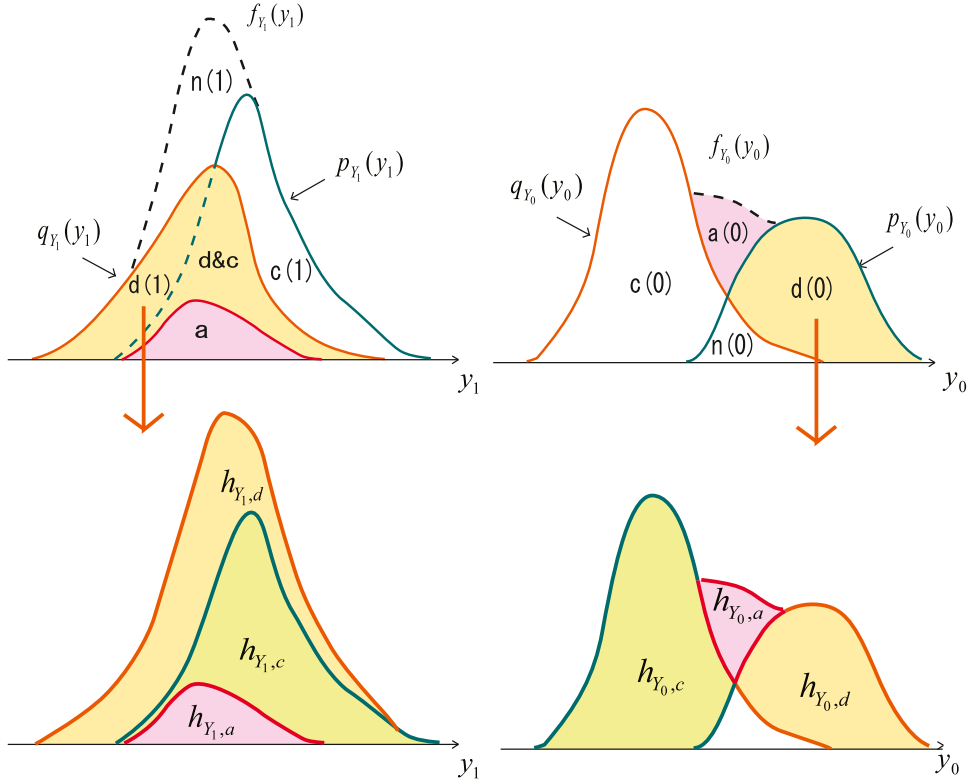 f_{Y_1}(y_1)
n(1)
p_{Y_1}(y_1)
q_{Y_1}(y_1)
d&c
c(1)
d(1)
a
y_1
f_{Y_0}(y_0)
q_{Y_0}(y_0)
p_{Y_0}(y_0)
a(0)
c(0)
d(0)
n(0)
y_0
h_{Y_1,d}
h_{Y_1,c}
h_{Y_1,a}
y_1
h_{Y_0,a}
h_{Y_0,c}
h_{Y_0,d}
y_0